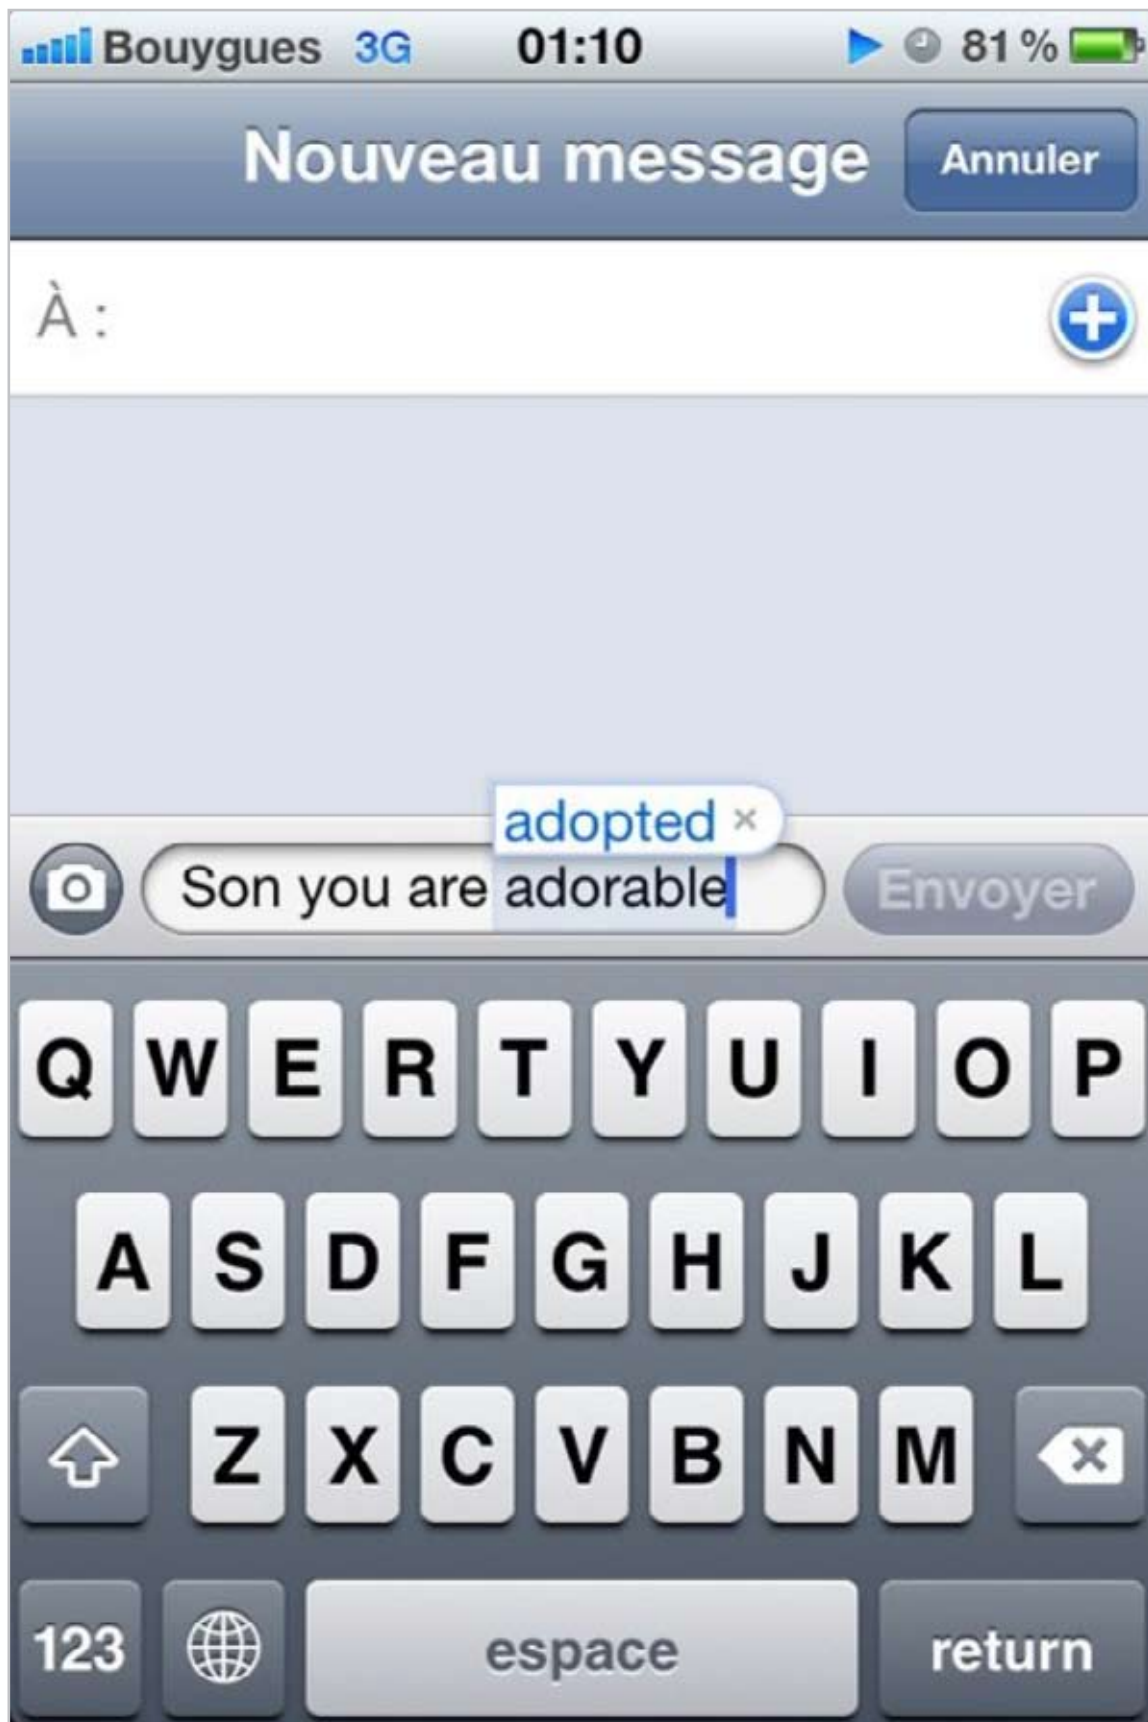 Bouygues 3G 01:10 81 %
Nouveau message Annuler
À :
adopted ×
Son you are adorable Envoyer
Q W E R T Y U I O P
A S D F G H J K L
Z X C V B N M
123 espace return